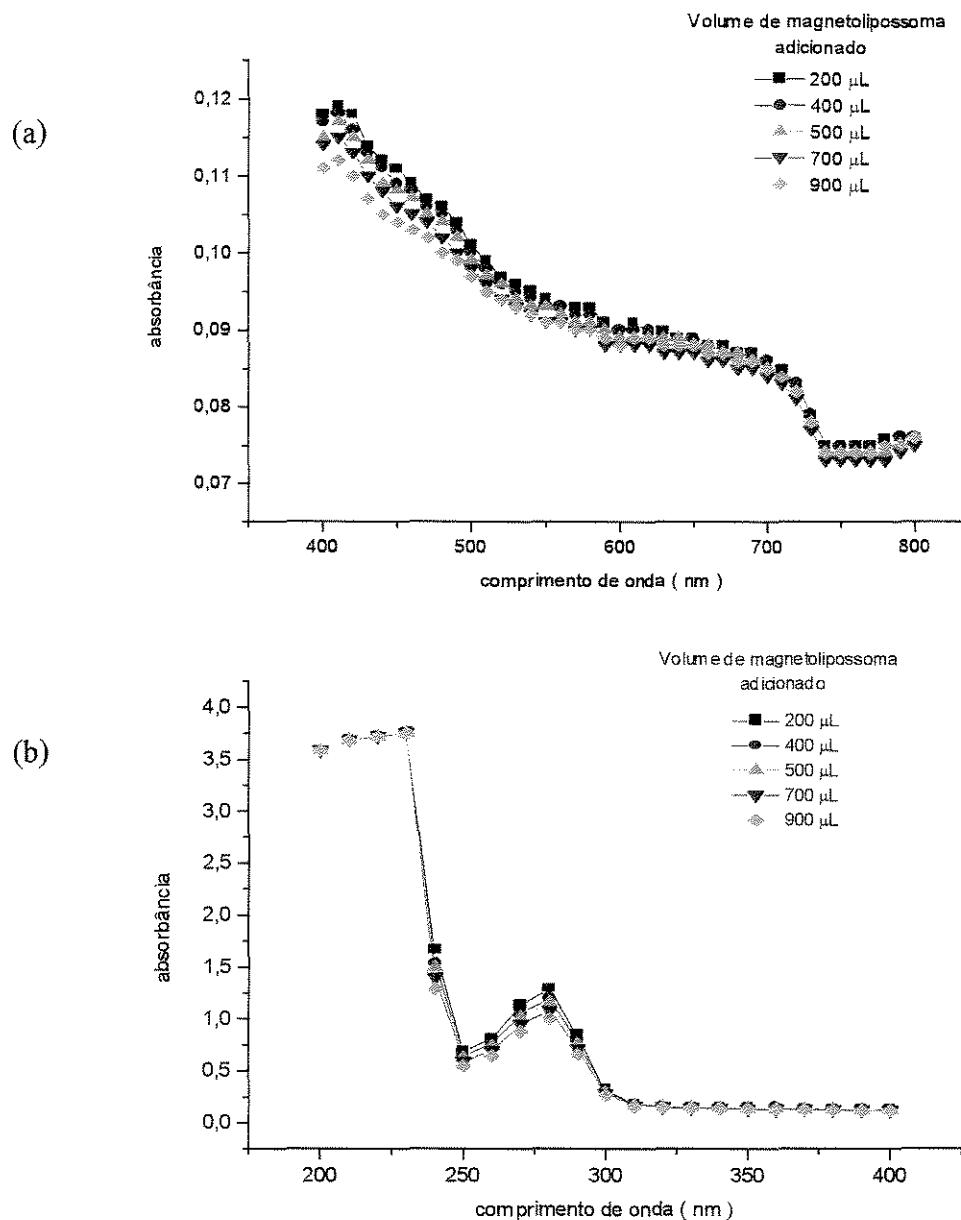 (a)
Volume de magnetolipossoma
adicionado
200 µL
400 µL
500 µL
700 µL
900 µL
absorbância
0,12
0,11
0,10
0,09
0,08
0,07
400
500
600
700
800
comprimento de onda ( nm )
(b)
Volume de magnetolipossoma
adicionado
200 µL
400 µL
500 µL
700 µL
900 µL
absorbância
4,0
3,5
3,0
2,5
2,0
1,5
1,0
0,5
0,0
200
250
300
350
400
comprimento de onda ( nm )